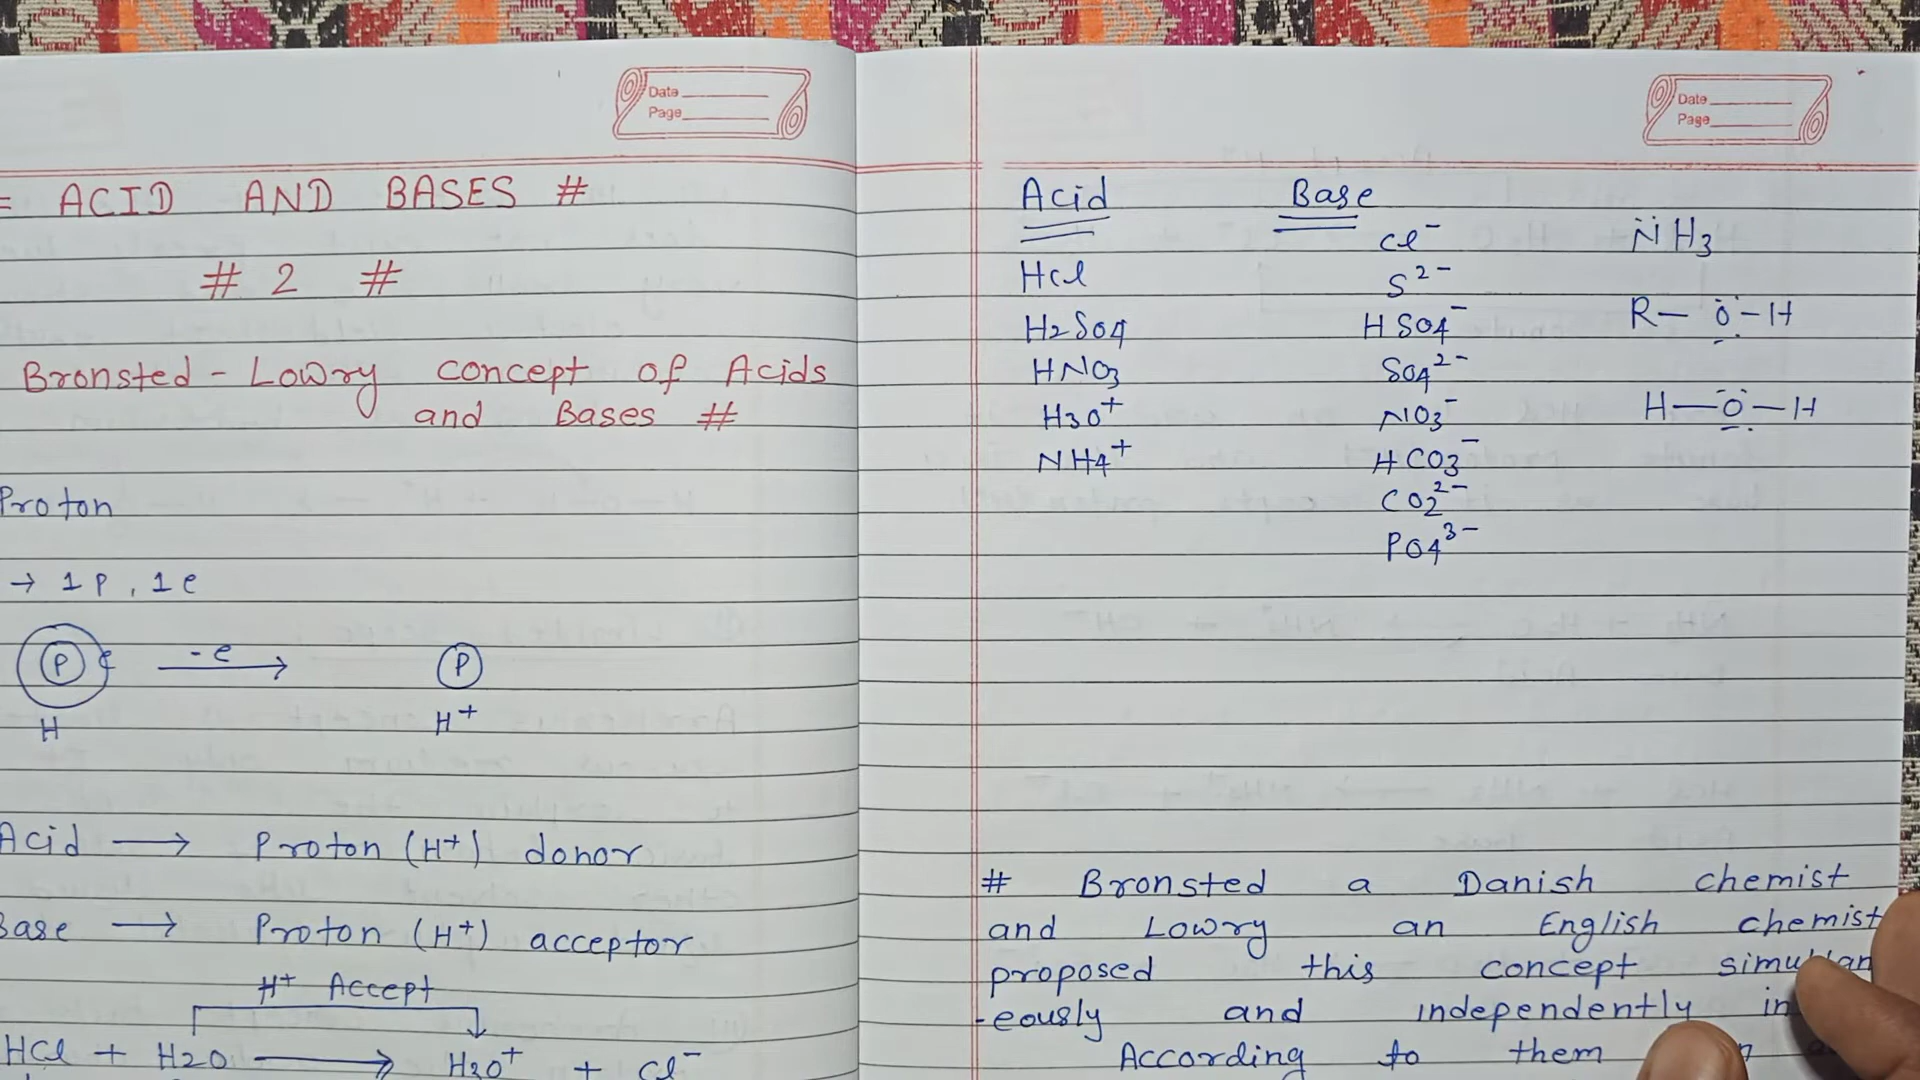 Date
Page
= ACID AND BASES #
# 2 #
Bronsted - Lowry concept of Acids
and Bases #
Proton
→ 1 P , 1 e
P e - e → P
H H+
Acid → Proton (H+) donor
Base → Proton (H+) acceptor
H+ Accept
HCl + H2O → H3O+ + Cl-
Date
Page
Acid Base
Cl- NH3
HCl S2-
H2SO4 HSO4- R - O - H
HNO3 SO42-
H3O+ NO3- H - O - H
NH4+ HCO3-
CO22-
PO43-
# Bronsted a Danish chemist
and Lowry an English chemist
proposed this concept simultan
-eously and independently in
According to them